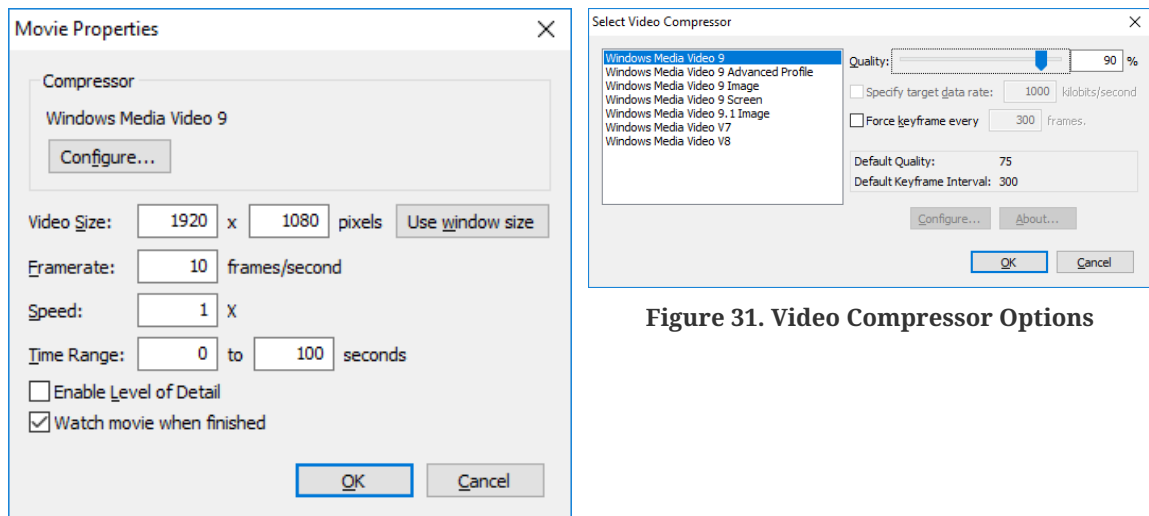 Movie Properties
Compressor
Windows Media Video 9
Configure...
Video Size: 1920 x 1080 pixels Use window size
Framerate: 10 frames/second
Speed: 1 X
Time Range: 0 to 100 seconds
Enable Level of Detail
Watch movie when finished
OK Cancel
Select Video Compressor
Windows Media Video 9
Windows Media Video 9 Advanced Profile
Windows Media Video 9 Image
Windows Media Video 9 Screen
Windows Media Video 9.1 Image
Windows Media Video V7
Windows Media Video V8
Quality: 90 %
Specify target data rate: 1000 kilobits/second
Force keyframe every 300 frames.
Default Quality: 75
Default Keyframe Interval: 300
Configure... About...
OK Cancel
Figure 31. Video Compressor Options